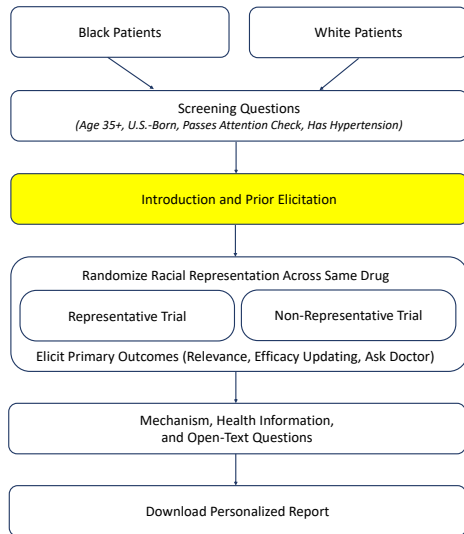 Black Patients
White Patients
Screening Questions
(Age 35+, U.S.-Born, Passes Attention Check, Has Hypertension)
Introduction and Prior Elicitation
Randomize Racial Representation Across Same Drug
Representative Trial
Non-Representative Trial
Elicit Primary Outcomes (Relevance, Efficacy Updating, Ask Doctor)
Mechanism, Health Information,
and Open-Text Questions
Download Personalized Report